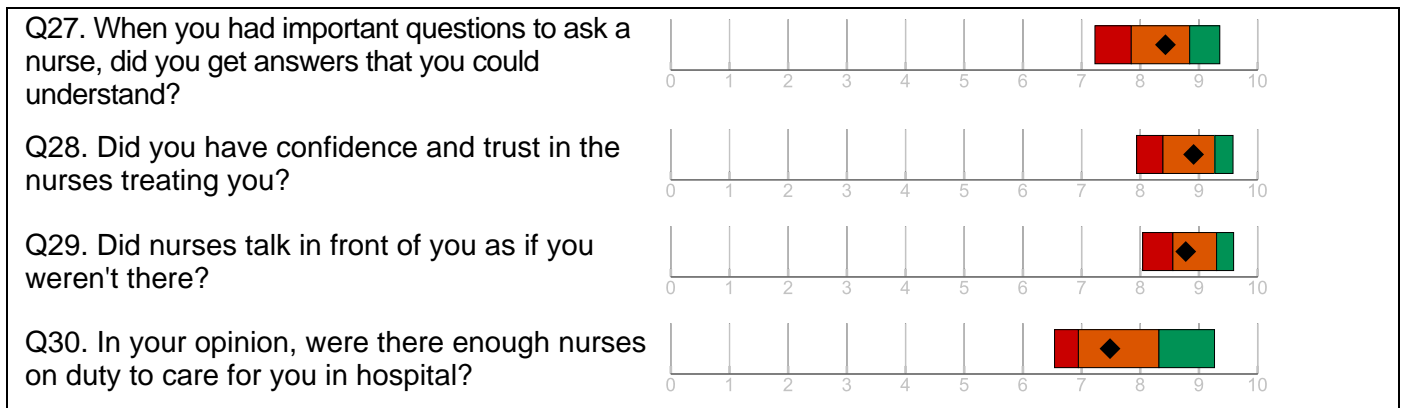 Q27. When you had important questions to ask a
nurse, did you get answers that you could
understand?
0 1 2 3 4 5 6 7 8 9 10
Q28. Did you have confidence and trust in the
nurses treating you?
0 1 2 3 4 5 6 7 8 9 10
Q29. Did nurses talk in front of you as if you
weren't there?
0 1 2 3 4 5 6 7 8 9 10
Q30. In your opinion, were there enough nurses
on duty to care for you in hospital?
0 1 2 3 4 5 6 7 8 9 10